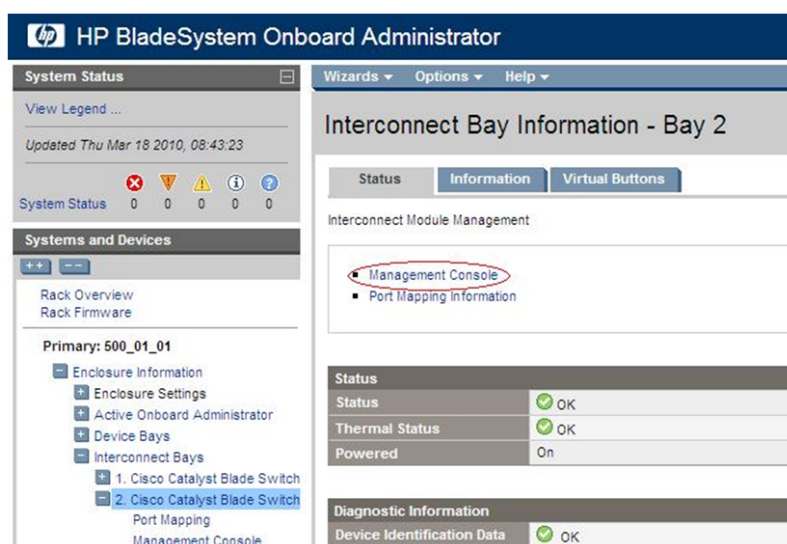 hp HP BladeSystem Onboard Administrator
System Status
View Legend ...
Updated Thu Mar 18 2010, 08:43:23
System Status 0 0 0 0 0
Systems and Devices
Rack Overview
Rack Firmware
Primary: 500_01_01
Enclosure Information
Enclosure Settings
Active Onboard Administrator
Device Bays
Interconnect Bays
1. Cisco Catalyst Blade Switch
2. Cisco Catalyst Blade Switch
Port Mapping
Management Console
Wizards Options Help
Interconnect Bay Information - Bay 2
Status Information Virtual Buttons
Interconnect Module Management
Management Console
Port Mapping Information
Status
Status OK
Thermal Status OK
Powered On
Diagnostic Information
Device Identification Data OK